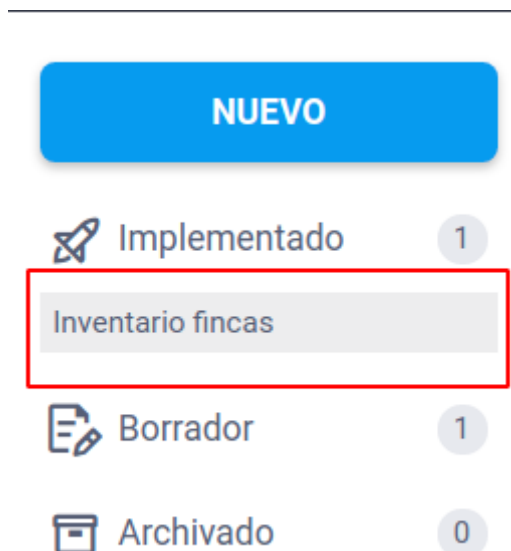 NUEVO
Implementado 1
Inventario fincas
Borrador 1
Archivado 0